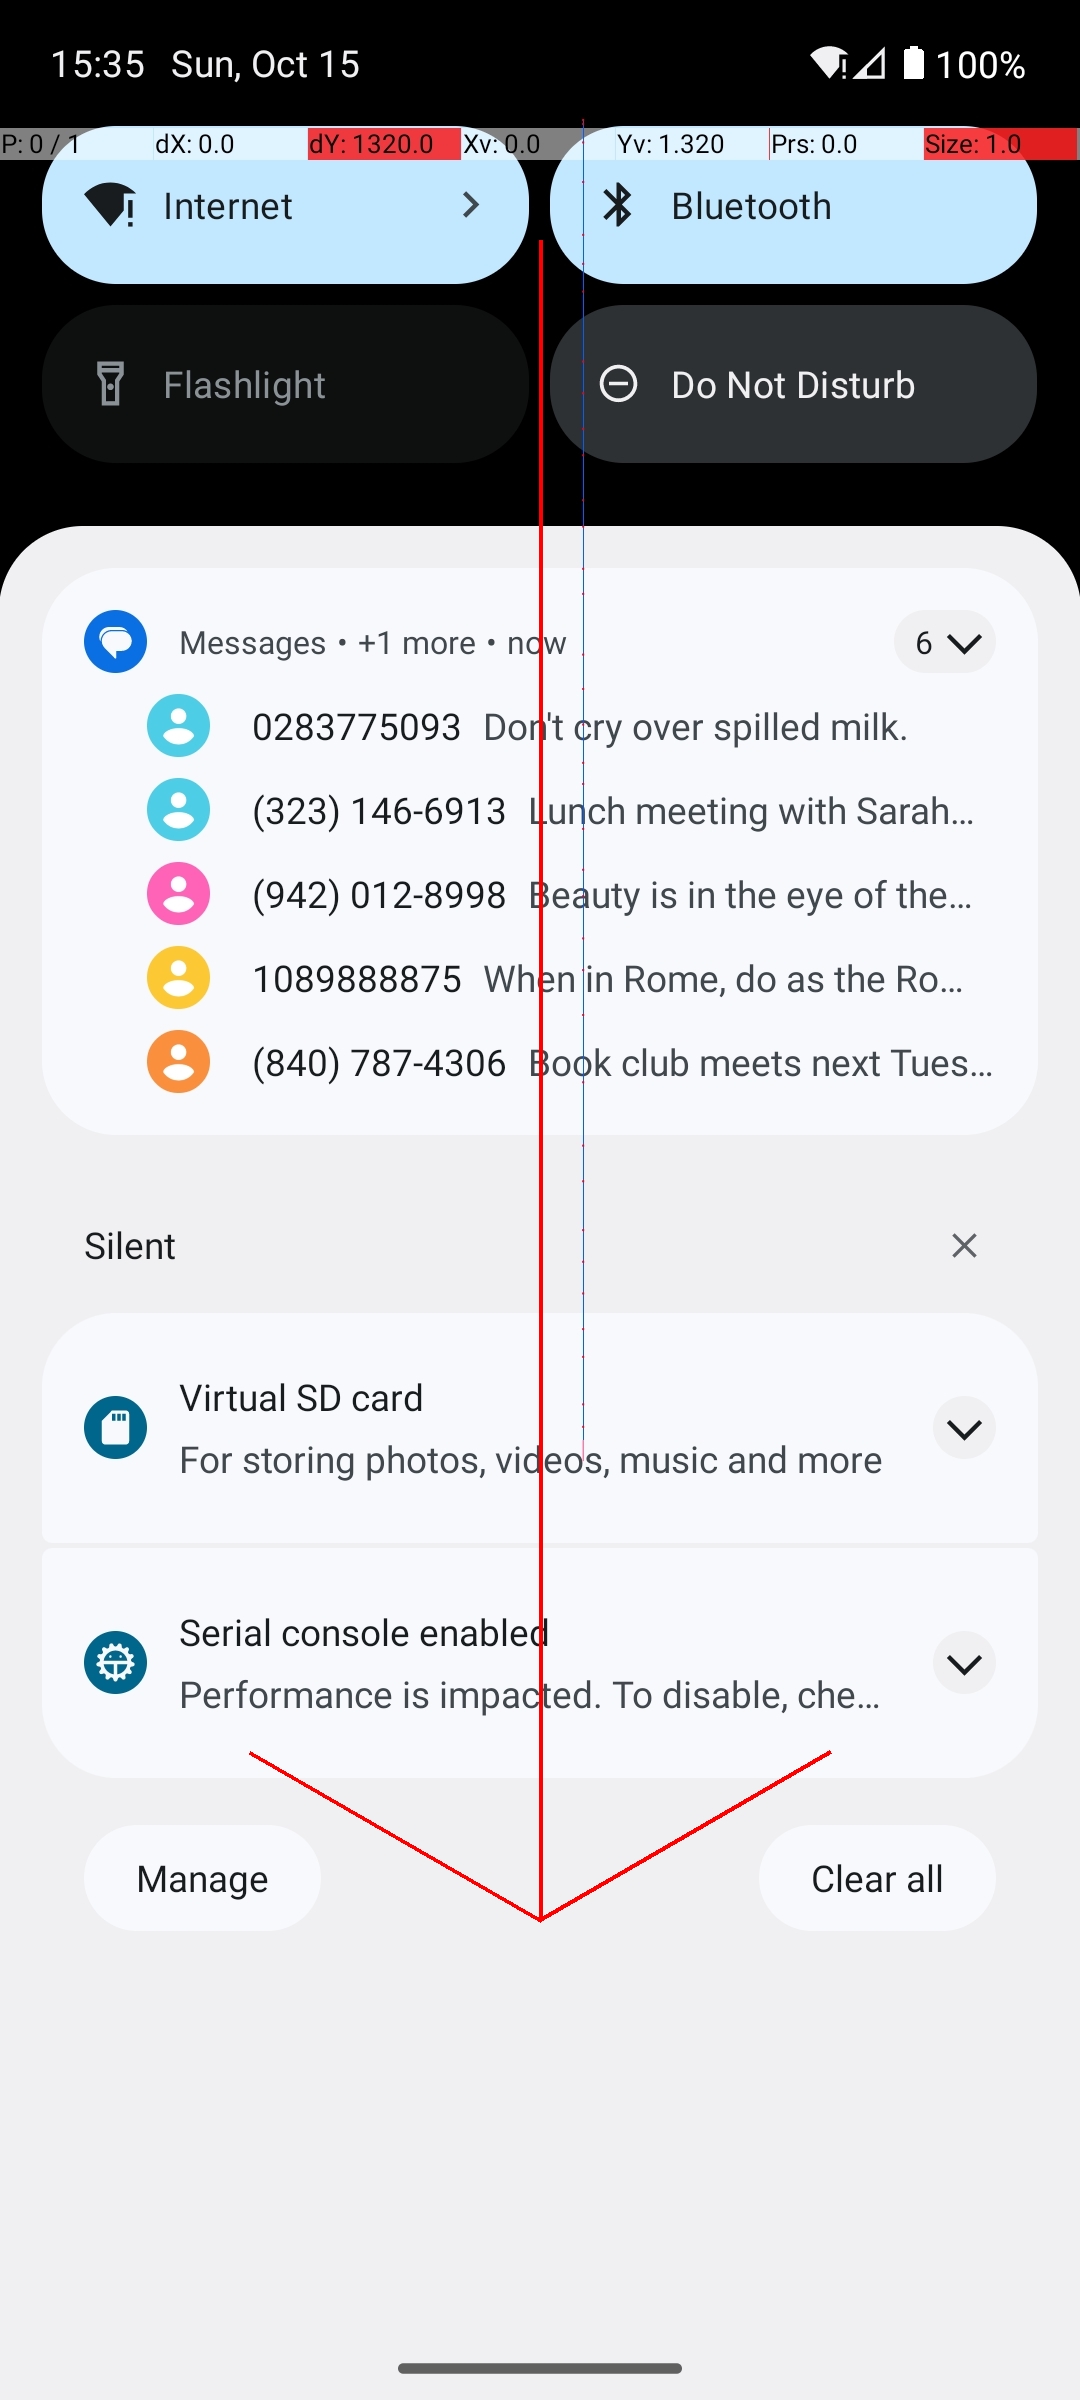 15:35 Sun, Oct 15 100%
P: 0 / 1 dX: 0.0 dY: 1320.0 Xv: 0.0 Yv: 1.320 Prs: 0.0 Size: 1.0
Internet Bluetooth
Flashlight Do Not Disturb
Messages • +1 more • now 6
0283775093 Don't cry over spilled milk.
(323) 146-6913 Lunch meeting with Sarah…
(942) 012-8998 Beauty is in the eye of the…
1089888875 When in Rome, do as the Ro…
(840) 787-4306 Book club meets next Tues…
Silent
Virtual SD card
For storing photos, videos, music and more
Serial console enabled
Performance is impacted. To disable, che…
Manage Clear all